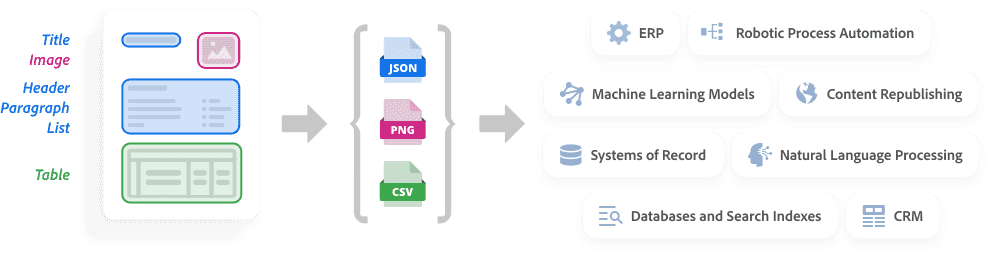 Title
Image
Header
Paragraph
List
Table
JSON
PNG
CSV
ERP
Robotic Process Automation
Machine Learning Models
Content Republishing
Systems of Record
Natural Language Processing
Databases and Search Indexes
CRM